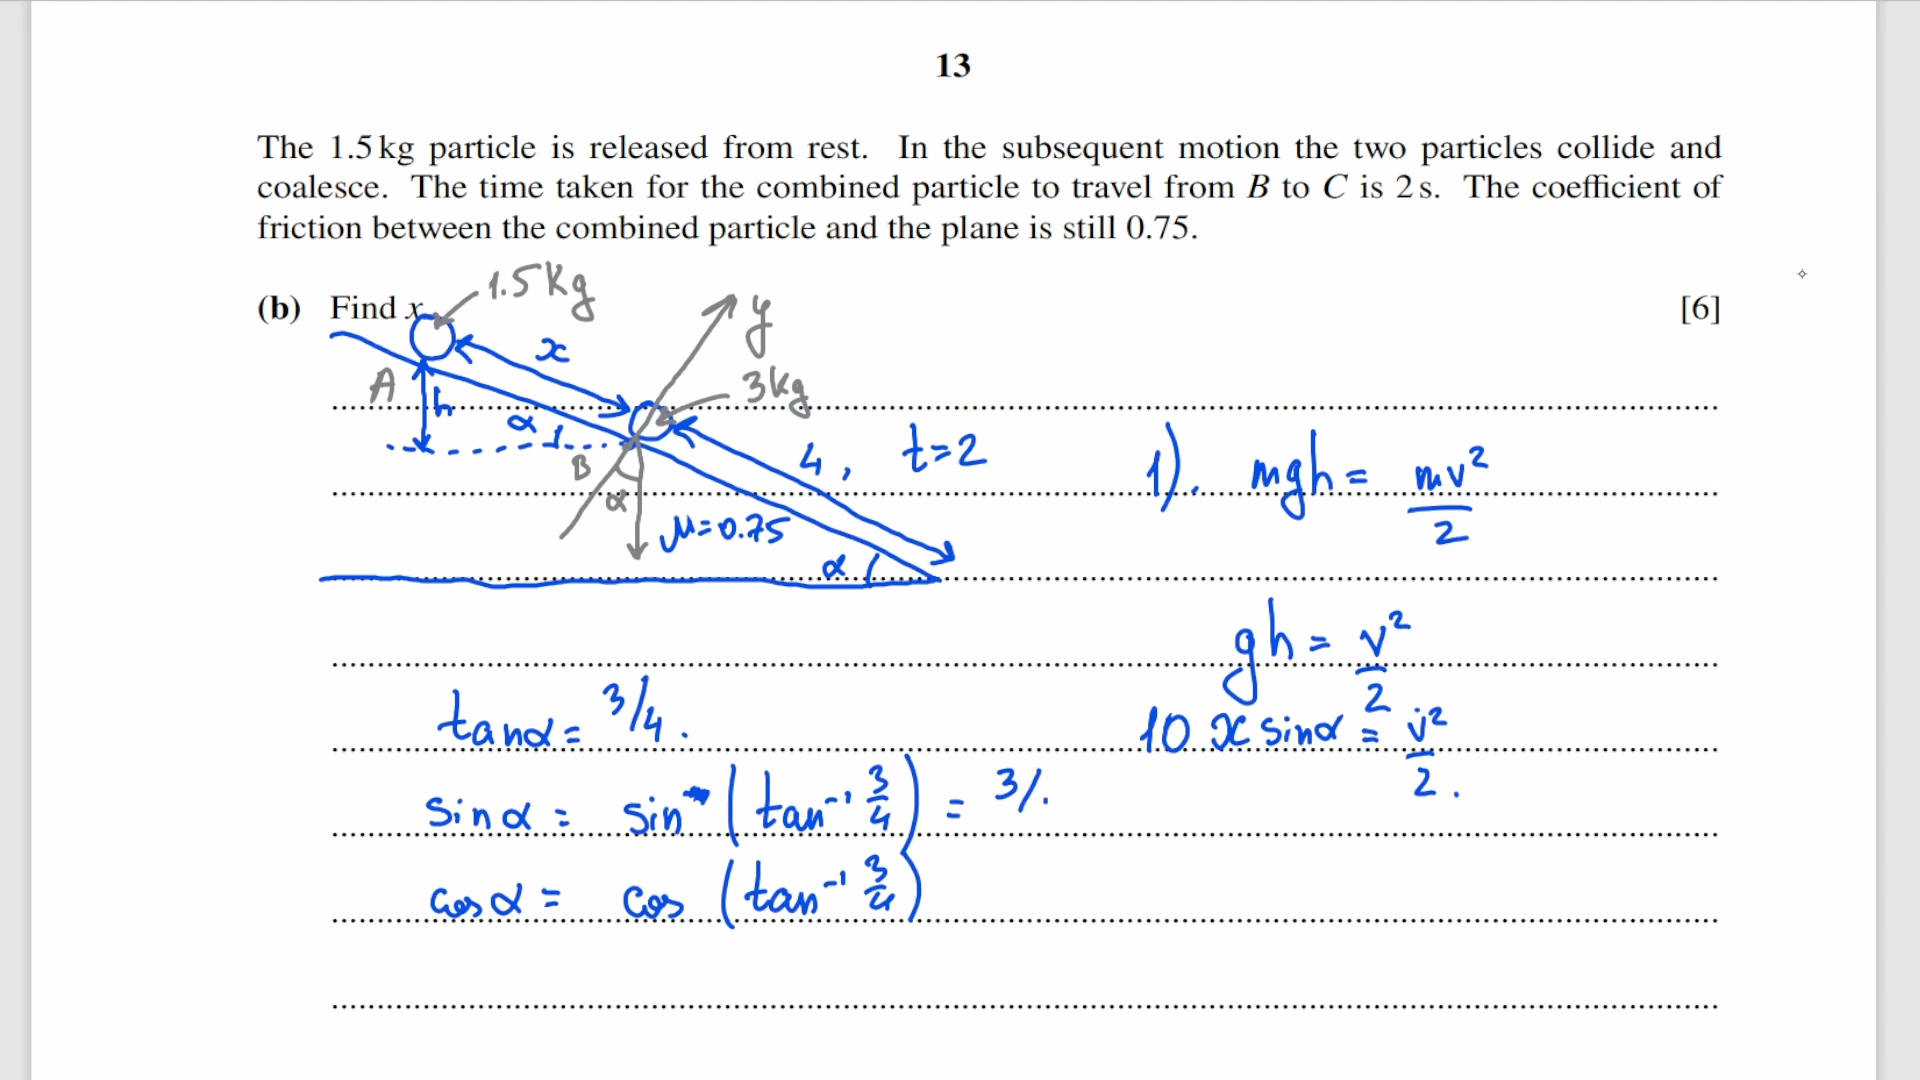 13
The 1.5 kg particle is released from rest. In the subsequent motion the two particles collide and
coalesce. The time taken for the combined particle to travel from B to C is 2 s. The coefficient of
friction between the combined particle and the plane is still 0.75.
(b) Find x
[6]
1.5 kg
y
x
A
h
α
3kg
B
α
4, t=2
μ=0.75
α
1). mgh = mv²/2
gh = v²/2
tanα = 3/4.
10 x sinα = v²/2.
sinα = sin (tan⁻¹ 3/4) = 3/.
cosα = cos (tan⁻¹ 3/4)